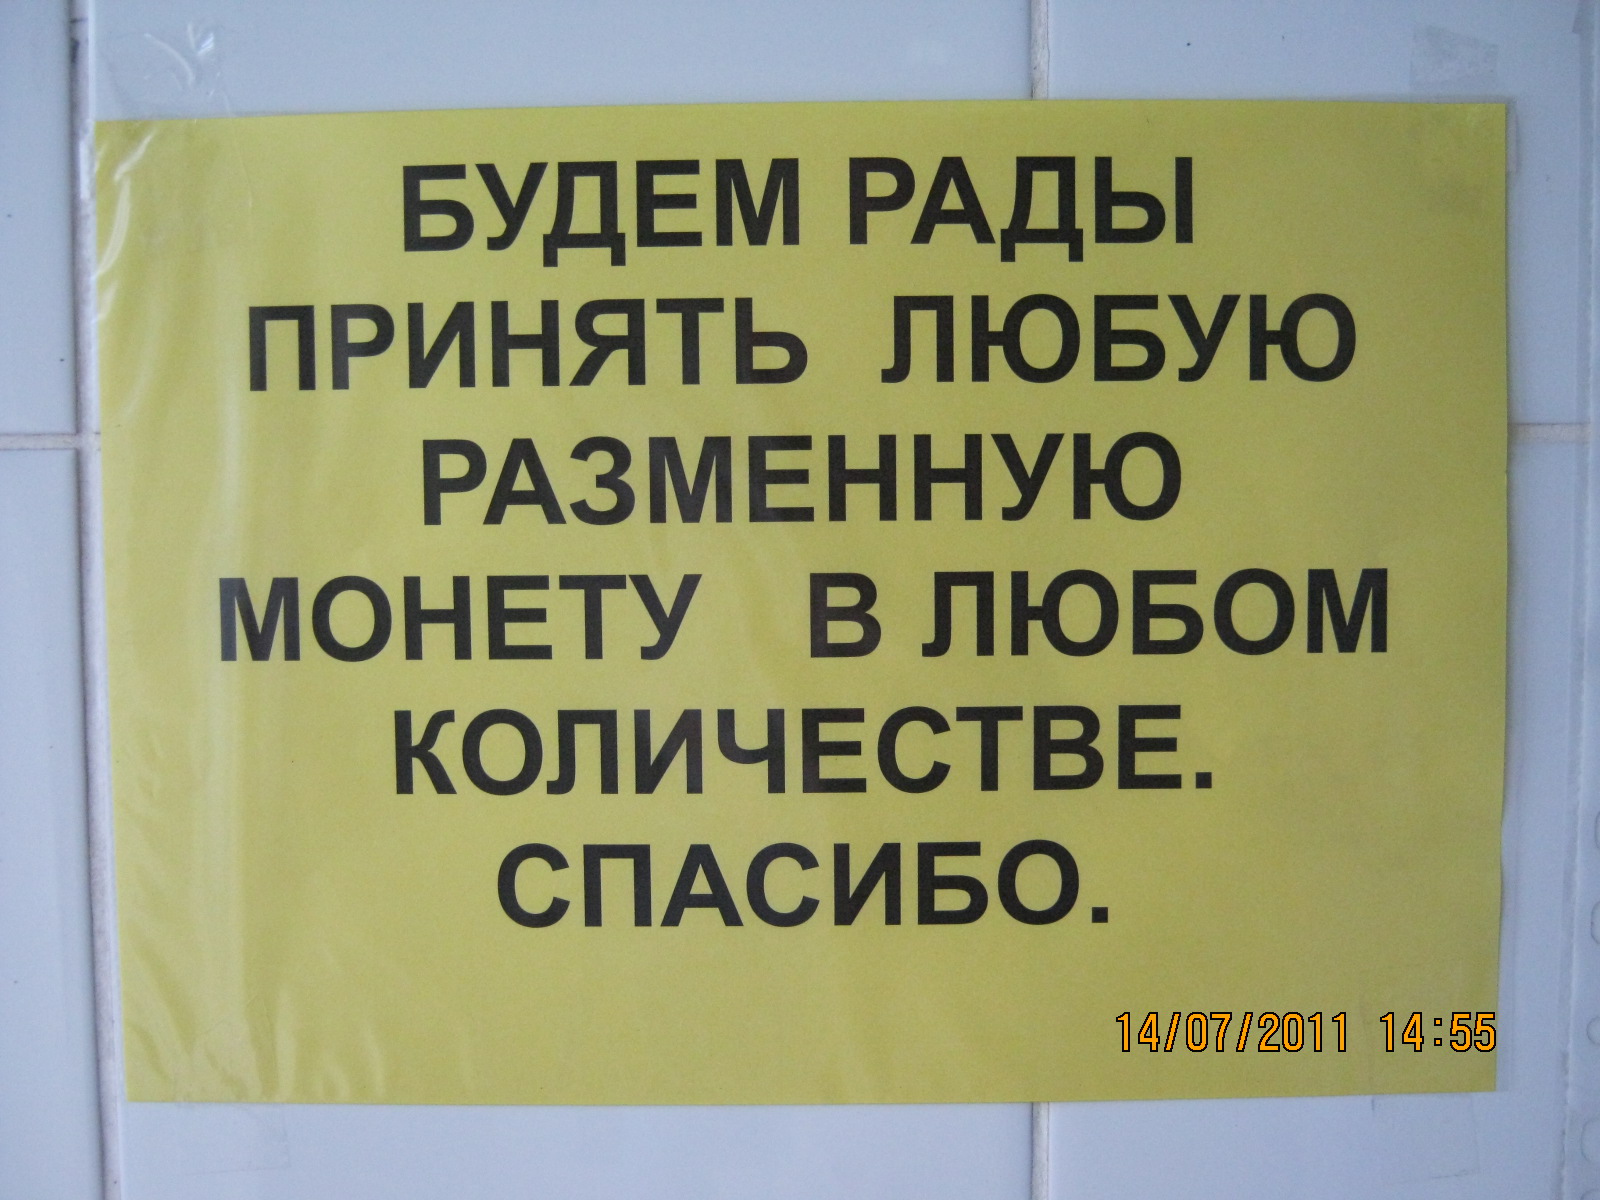 БУДЕМ РАДЫ
ПРИНЯТЬ ЛЮБУЮ
РАЗМЕННУЮ
МОНЕТУ В ЛЮБОМ
КОЛИЧЕСТВЕ.
СПАСИБО.
14/07/2011 14:55